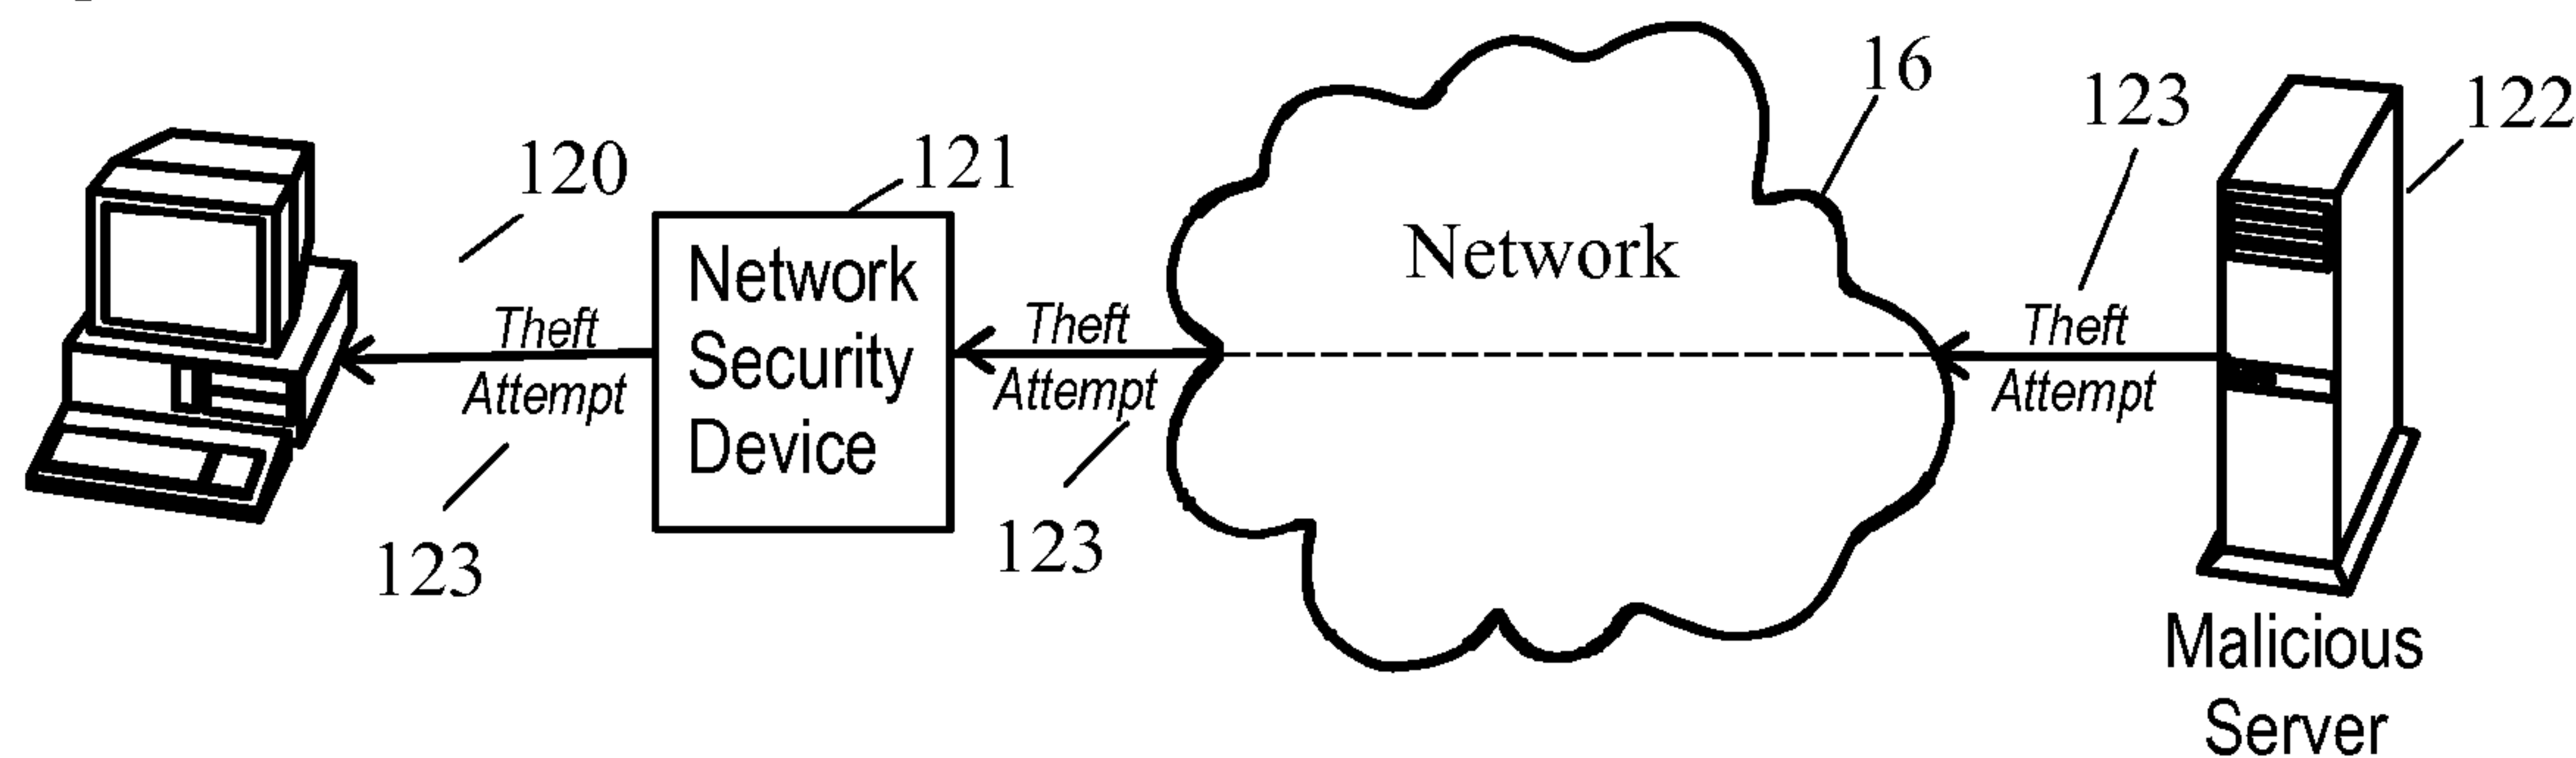 120
Theft
Attempt
123
121
Network
Security
Device
Theft
Attempt
123
16
Network
123
Theft
Attempt
122
Malicious
Server